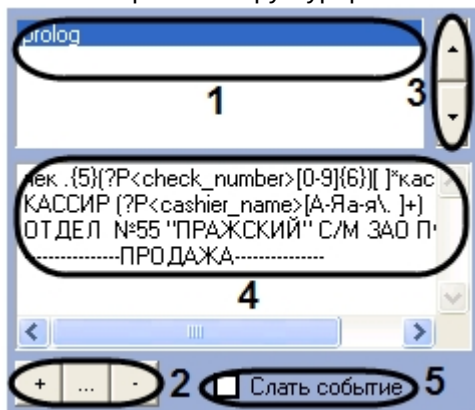 prolog
1
3
чек .{5}(?P<check_number>[0-9]{6})[ ]*кас
КАССИР (?P<cashier_name>[А-Яа-я\. ]+)
ОТДЕЛ №55 "ПРАЖСКИЙ" С/М ЗАО
---------------ПРОДАЖА---------------
4
+ ... - 2 Слать событие 5